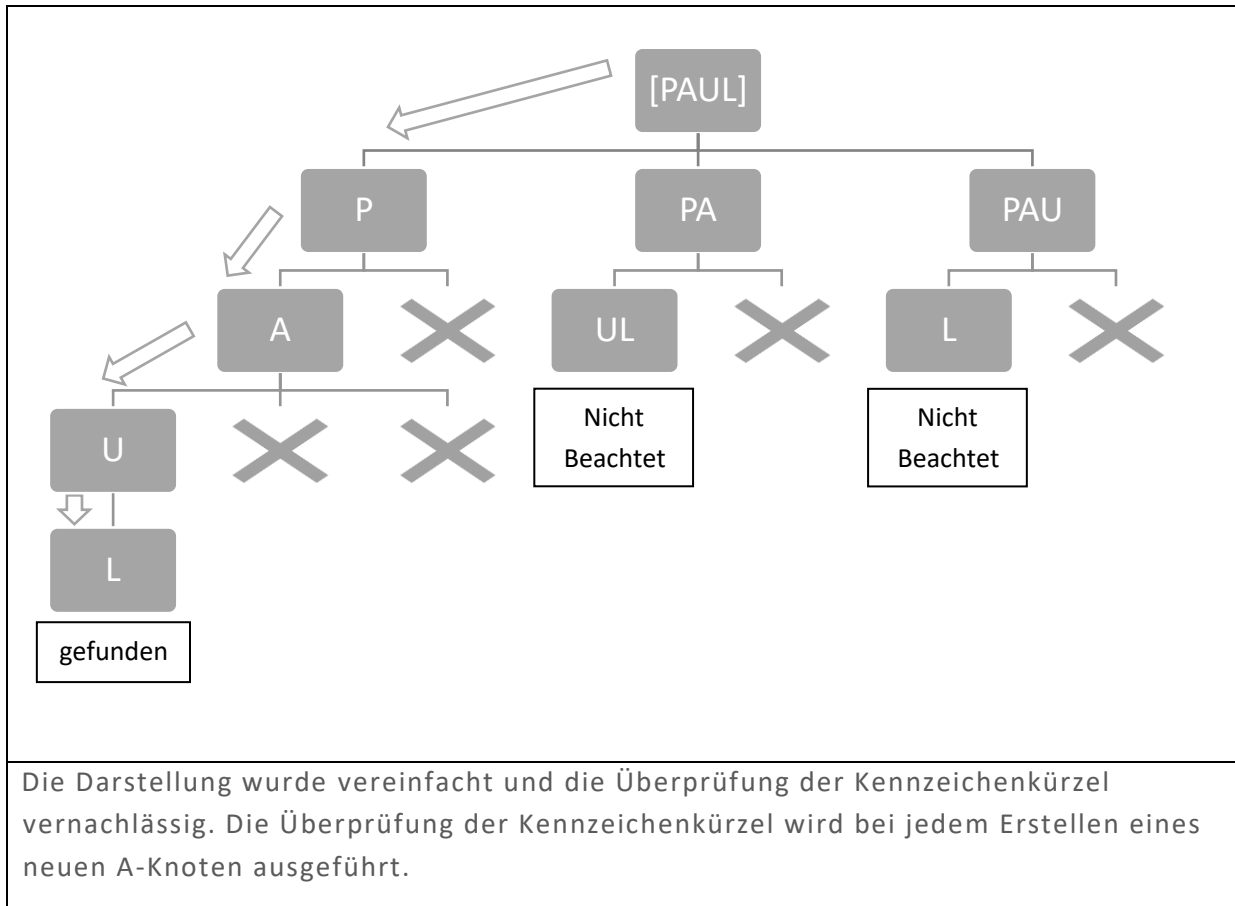 [PAUL]
P
PA
PAU
A
UL
L
U
Nicht
Beachtet
Nicht
Beachtet
L
gefunden
Die Darstellung wurde vereinfacht und die Überprüfung der Kennzeichenkürzel
vernachlässig. Die Überprüfung der Kennzeichenkürzel wird bei jedem Erstellen eines
neuen A-Knoten ausgeführt.